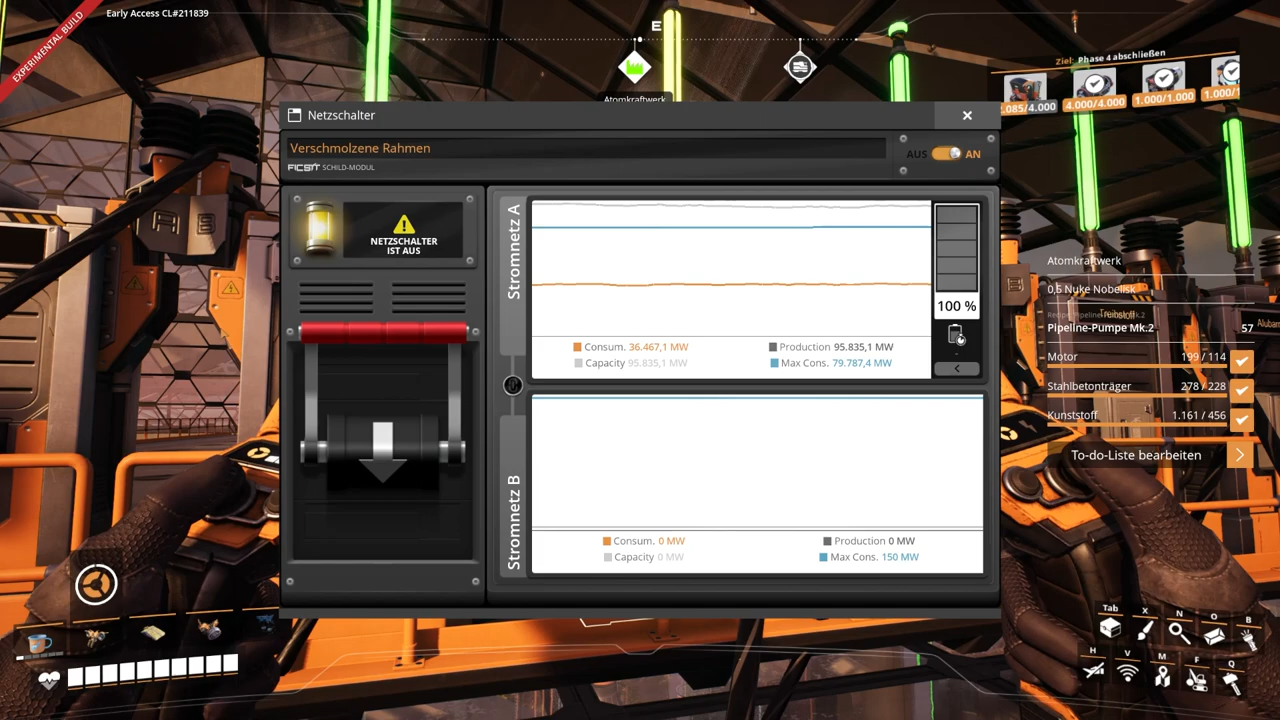 Early Access CL#211839
EXPERIMENTAL BUILD
E
Atomkraftwerk
Ziel: Phase 4 abschließen
4.000/4.000
1.000/1.000
Netzschalter
Verschmolzene Rahmen
FICSIT SCHILD-MODUL
AUS
AN
NETZSCHALTER
IST AUS
Stromnetz A
100 %
Consum. 36.467,1 MW
Production 95.835,1 MW
Capacity 95.835,1 MW
Max Cons. 79.787,4 MW
-
Stromnetz B
Consum. 0 MW
Production 0 MW
Capacity 0 MW
Max Cons. 150 MW
A B
Atomkraftwerk
0,5 Nuke Nobelisk
Pipeline-Pumpe Mk.2 57
Motor 199 / 114
Stahlbetonträger 278 / 228
Kunststoff 1.161 / 456
To-do-Liste bearbeiten
Tab X N O B
H V M F Q